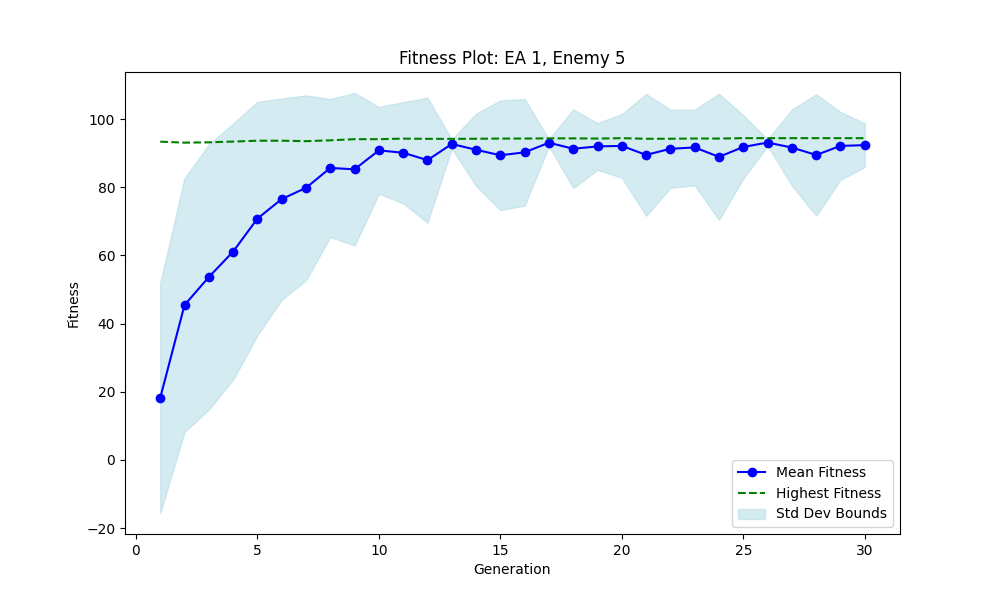 Fitness Plot: EA 1, Enemy 5
Fitness
100
80
60
40
20
0
−20
0 5 10 15 20 25 30
Generation
Mean Fitness
Highest Fitness
Std Dev Bounds